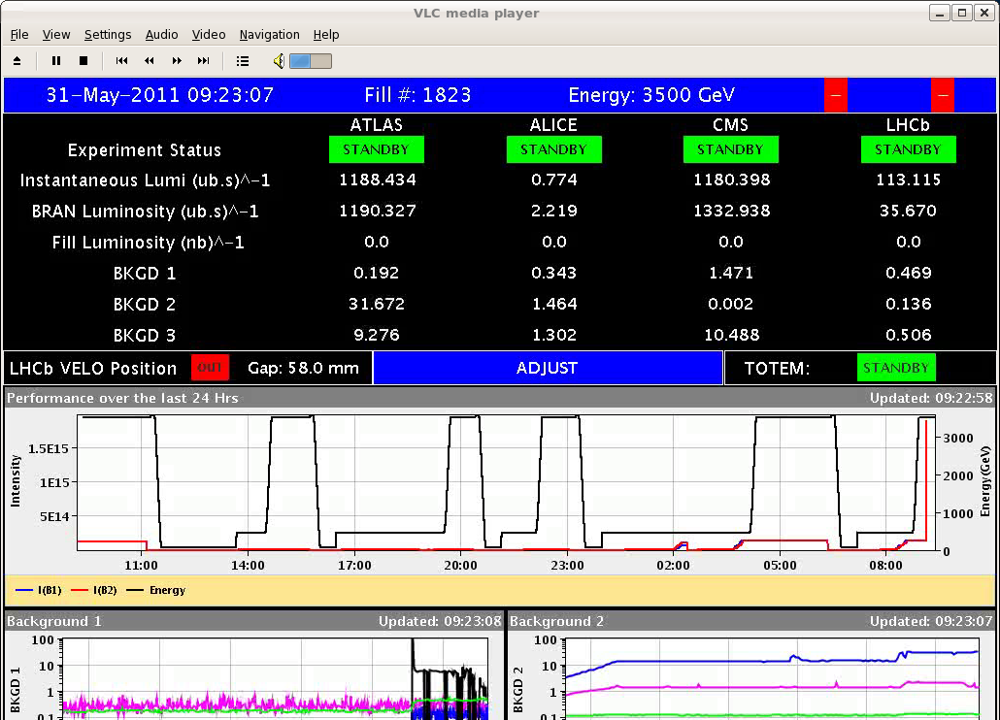 VLC media player
File View Settings Audio Video Navigation Help
31-May-2011 09:23:07 Fill #: 1823 Energy: 3500 GeV – –
ATLAS ALICE CMS LHCb
Experiment Status STANDBY STANDBY STANDBY STANDBY
Instantaneous Lumi (ub.s)^-1 1188.434 0.774 1180.398 113.115
BRAN Luminosity (ub.s)^-1 1190.327 2.219 1332.938 35.670
Fill Luminosity (nb)^-1 0.0 0.0 0.0 0.0
BKGD 1 0.192 0.343 1.471 0.469
BKGD 2 31.672 1.464 0.002 0.136
BKGD 3 9.276 1.302 10.488 0.506
LHCb VELO Position OUT Gap: 58.0 mm ADJUST TOTEM: STANDBY
Performance over the last 24 Hrs Updated: 09:22:58
Intensity
1.5E15
1E15
5E14
3000
2000
1000
0
Energy(GeV)
11:00 14:00 17:00 20:00 23:00 02:00 05:00 08:00
I(B1) I(B2) Energy
Background 1 Updated: 09:23:08
BKGD 1
100
10
1
0.1
Background 2 Updated: 09:23:07
BKGD 2
100
10
1
0.1